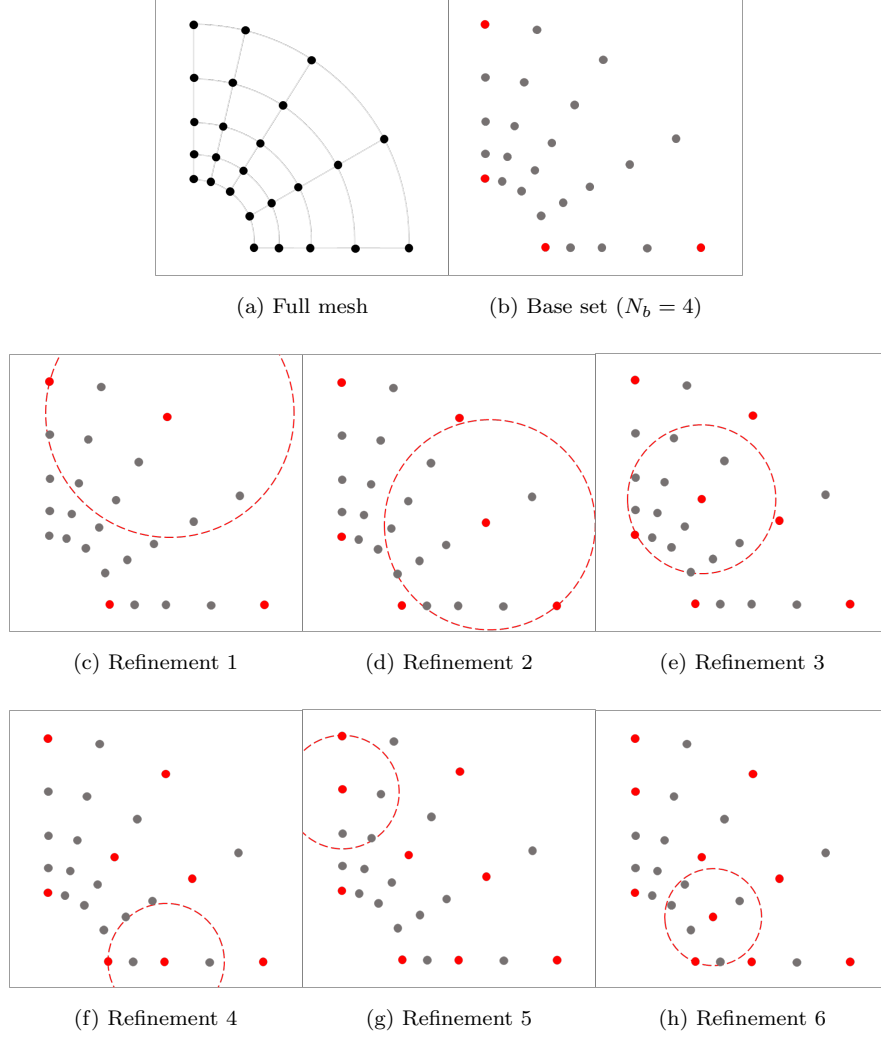 (a) Full mesh
(b) Base set (N_b = 4)
(c) Refinement 1
(d) Refinement 2
(e) Refinement 3
(f) Refinement 4
(g) Refinement 5
(h) Refinement 6